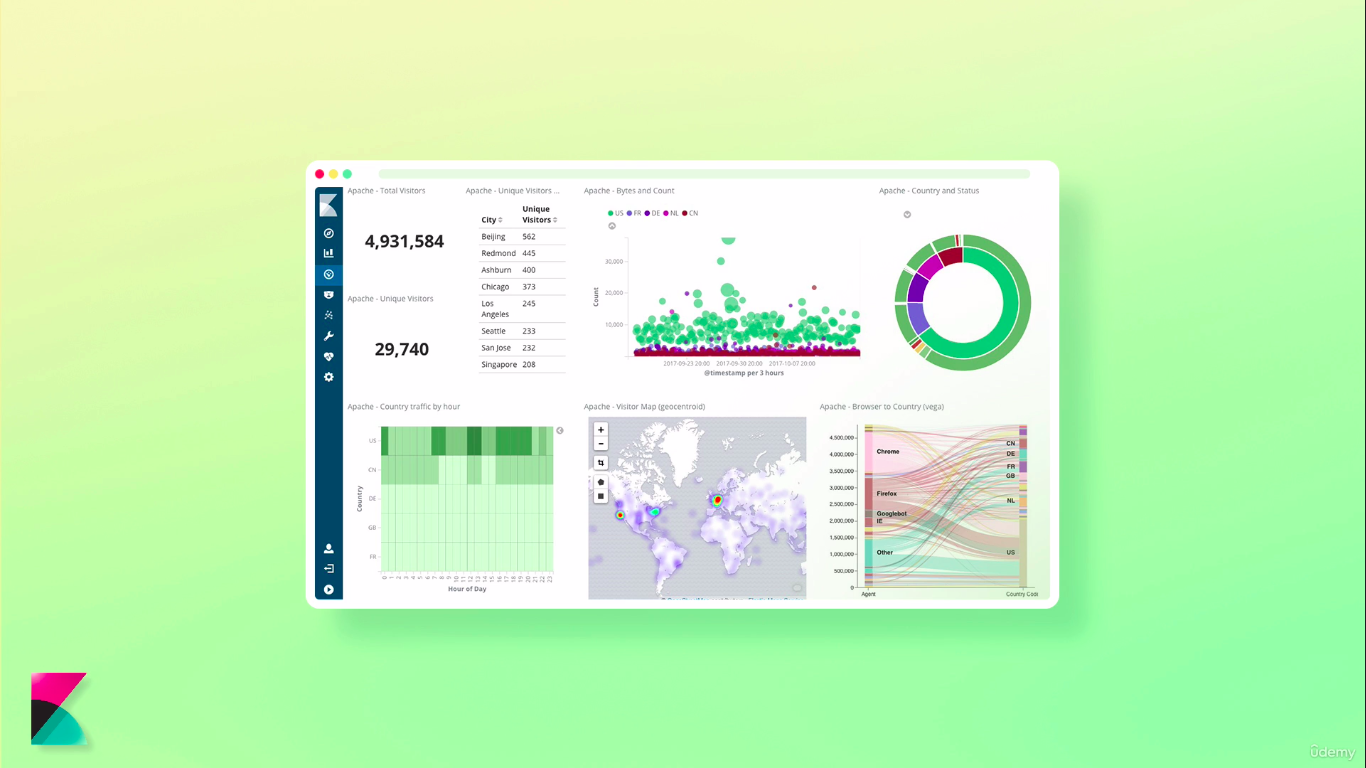 Apache - Total Visitors
4,931,584
Apache - Unique Visitors
29,740
Apache - Unique Visitors ...
City Unique Visitors
Beijing 562
Redmond 445
Ashburn 400
Chicago 373
Los Angeles 245
Seattle 233
San Jose 232
Singapore 208
Apache - Bytes and Count
US FR DE NL CN
30,000
20,000
10,000
Count
2017-09-23 20:00 2017-09-30 20:00 2017-10-07 20:00
@timestamp per 3 hours
Apache - Country and Status
Apache - Country traffic by hour
US
CN
DE
GB
FR
Country
0 1 2 3 4 5 6 7 8 9 10 11 12 13 14 15 16 17 18 19 20 21 22 23
Hour of Day
Apache - Visitor Map (geocentroid)
+
−
Apache - Browser to Country (vega)
4,500,000
4,000,000
3,500,000
3,000,000
2,500,000
2,000,000
1,500,000
1,000,000
500,000
0
Chrome
Firefox
Googlebot
IE
Other
CN
DE
FR
GB
NL
US
Agent
Country Code
ûdemy